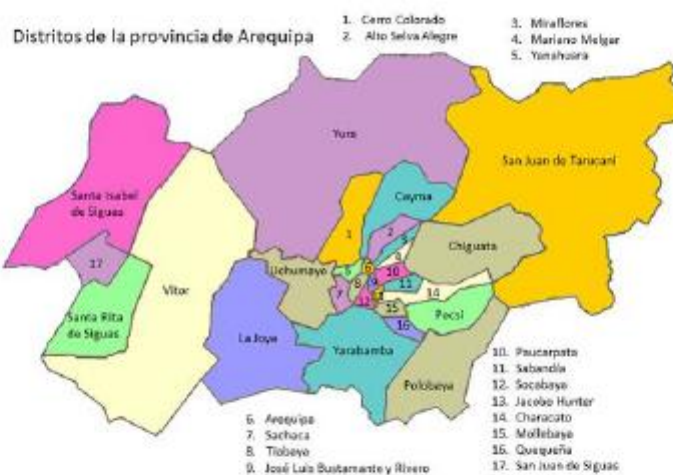 Distritos de la provincia de Arequipa
1. Cerro Colorado
2. Alto Selva Alegre
3. Miraflores
4. Mariano Melgar
5. Yanahuara
Yura
San Juan de Tarucani
Santa Isabel
de Siguas
Cayma
1
2
3
4
Chiguata
17
Uchumayo
5
6
10
Vitor
8
9
11
14
7
12
15
Santa Rita
de Siguas
Pocsi
La Joya
16
Yarabamba
Polobaya
6. Arequipa
7. Sachaca
8. Tiabaya
9. José Luis Bustamante y Rivero
10. Paucarpata
11. Sabandía
12. Socabaya
13. Jacobo Hunter
14. Characato
15. Mollebaya
16. Quequeña
17. San Juan de Siguas